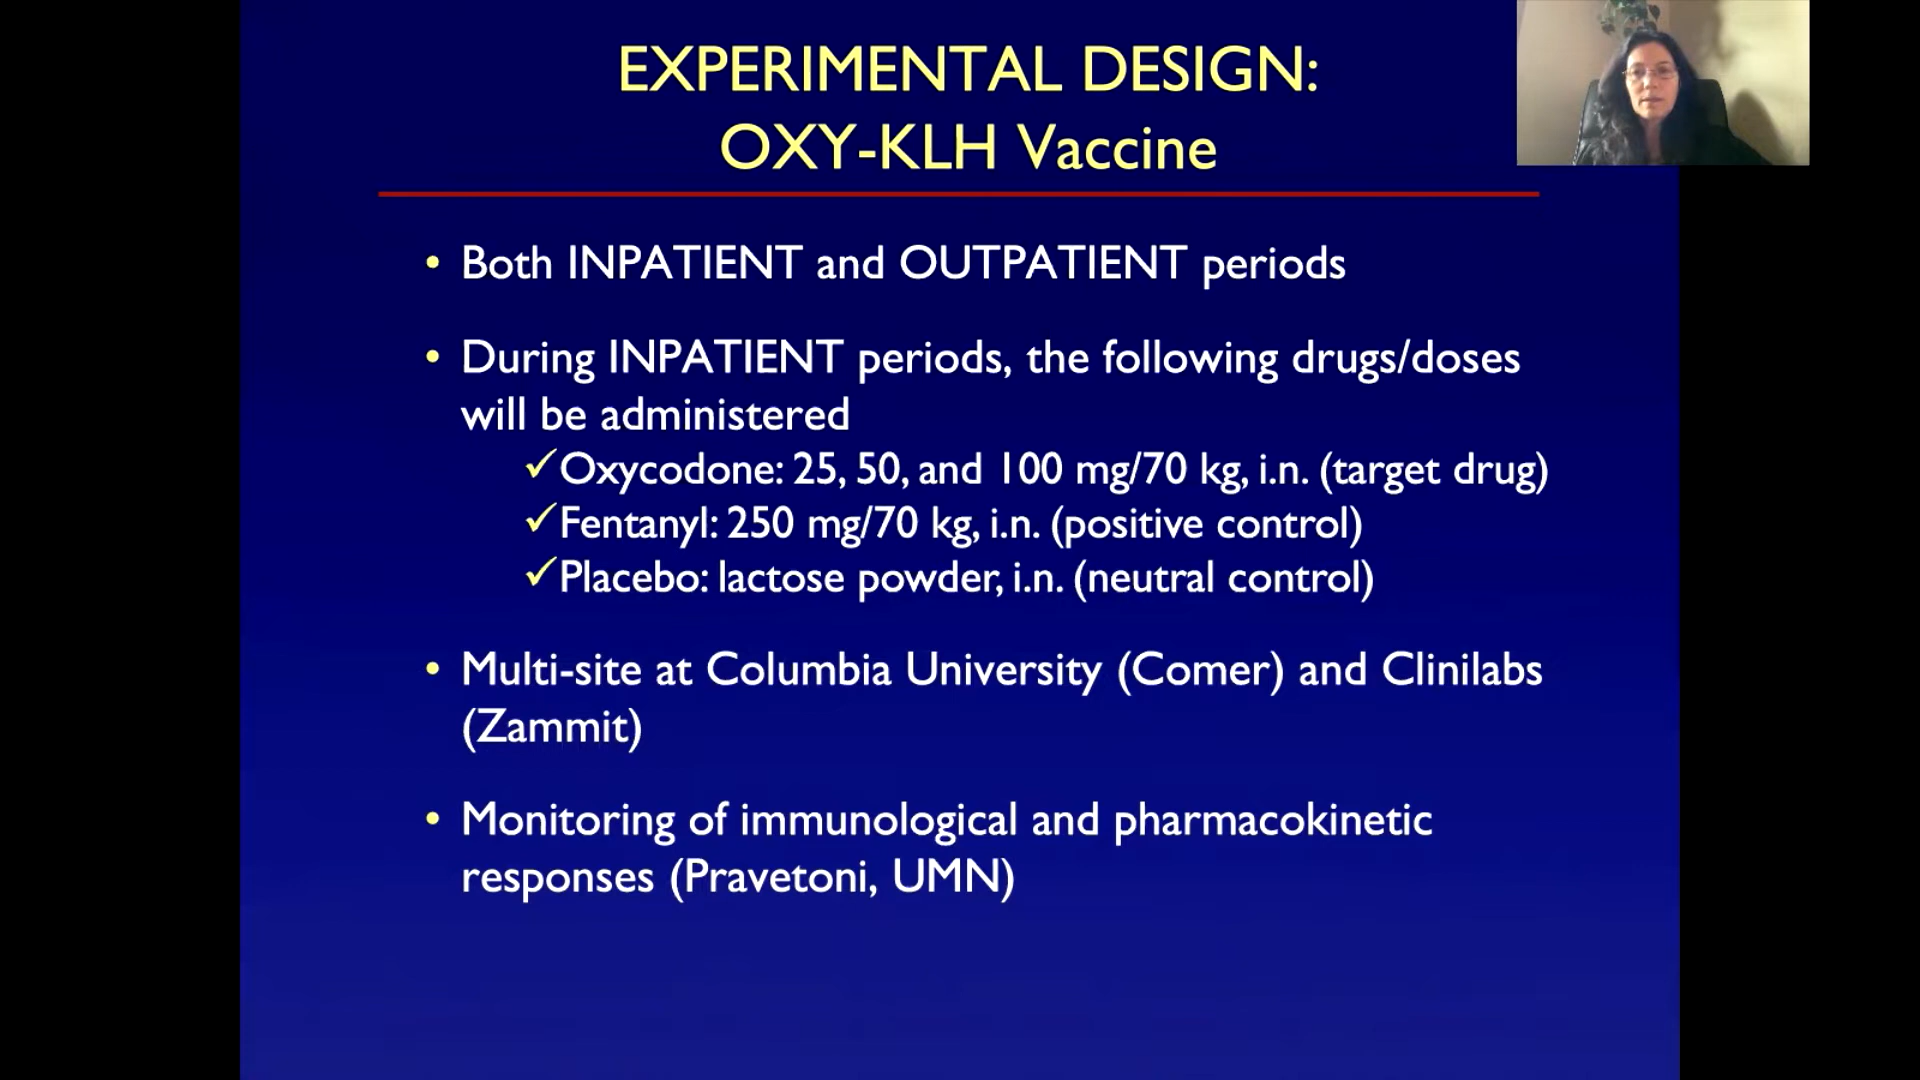 EXPERIMENTAL DESIGN:
OXY-KLH Vaccine
• Both INPATIENT and OUTPATIENT periods
• During INPATIENT periods, the following drugs/doses
will be administered
✓Oxycodone: 25, 50, and 100 mg/70 kg, i.n. (target drug)
✓Fentanyl: 250 mg/70 kg, i.n. (positive control)
✓Placebo: lactose powder, i.n. (neutral control)
• Multi-site at Columbia University (Comer) and Clinilabs
(Zammit)
• Monitoring of immunological and pharmacokinetic
responses (Pravetoni, UMN)